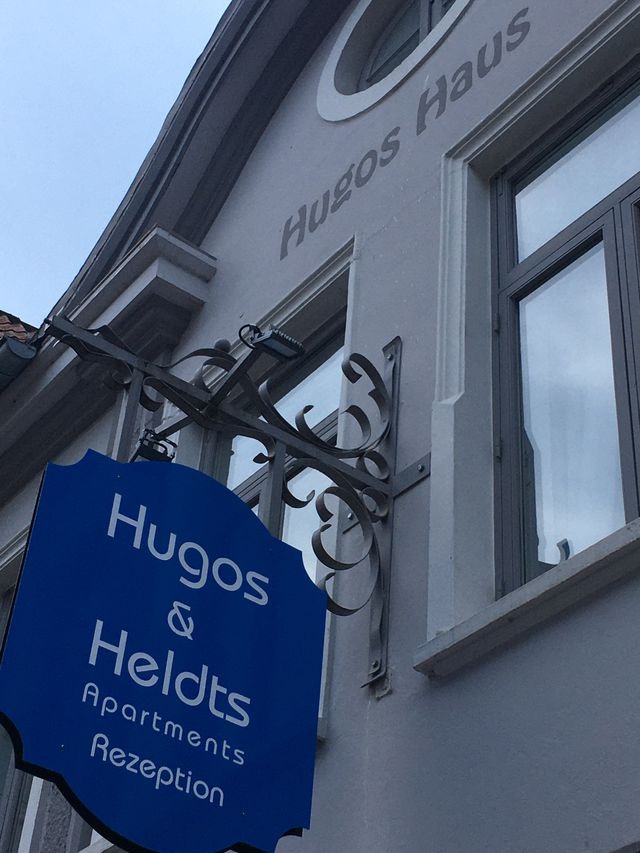 Hugos Haus
Hugos
&
Heldts
Apartments
Rezeption